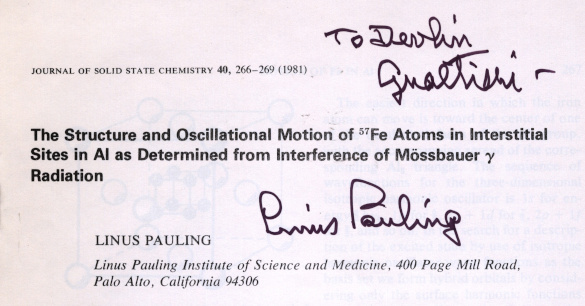 To Devlin
Gualtieri –
JOURNAL OF SOLID STATE CHEMISTRY 40, 266–269 (1981)
The Structure and Oscillational Motion of ⁵⁷Fe Atoms in Interstitial
Sites in Al as Determined from Interference of Mössbauer γ
Radiation
Linus Pauling
LINUS PAULING
Linus Pauling Institute of Science and Medicine, 400 Page Mill Road,
Palo Alto, California 94306